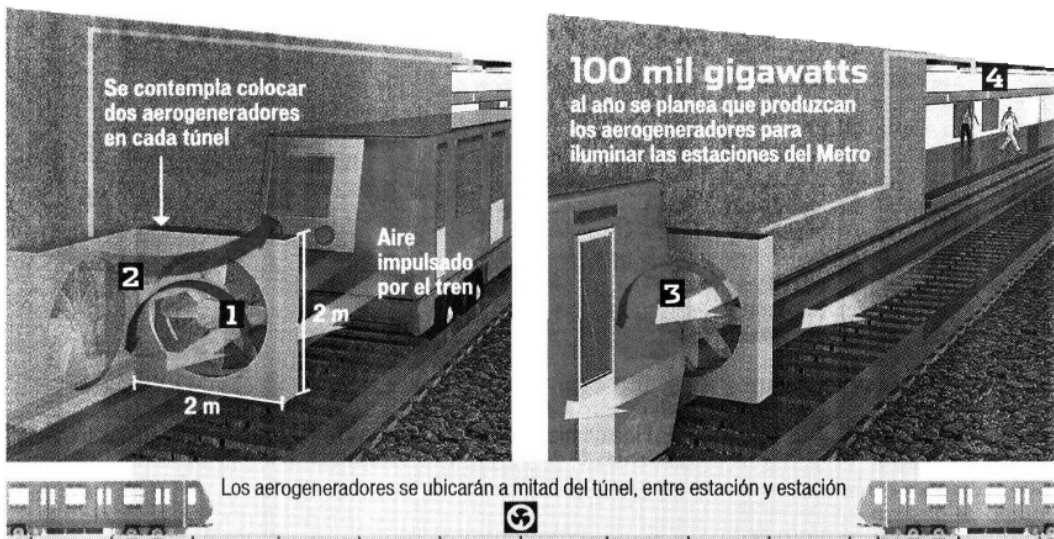 Se contempla colocar
dos aerogeneradores
en cada túnel
Aire
impulsado
por el tren
2
1
2 m
2 m
100 mil gigawatts
al año se planea que produzcan
los aerogeneradores para
iluminar las estaciones del Metro
4
3
Los aerogeneradores se ubicarán a mitad del túnel, entre estación y estación